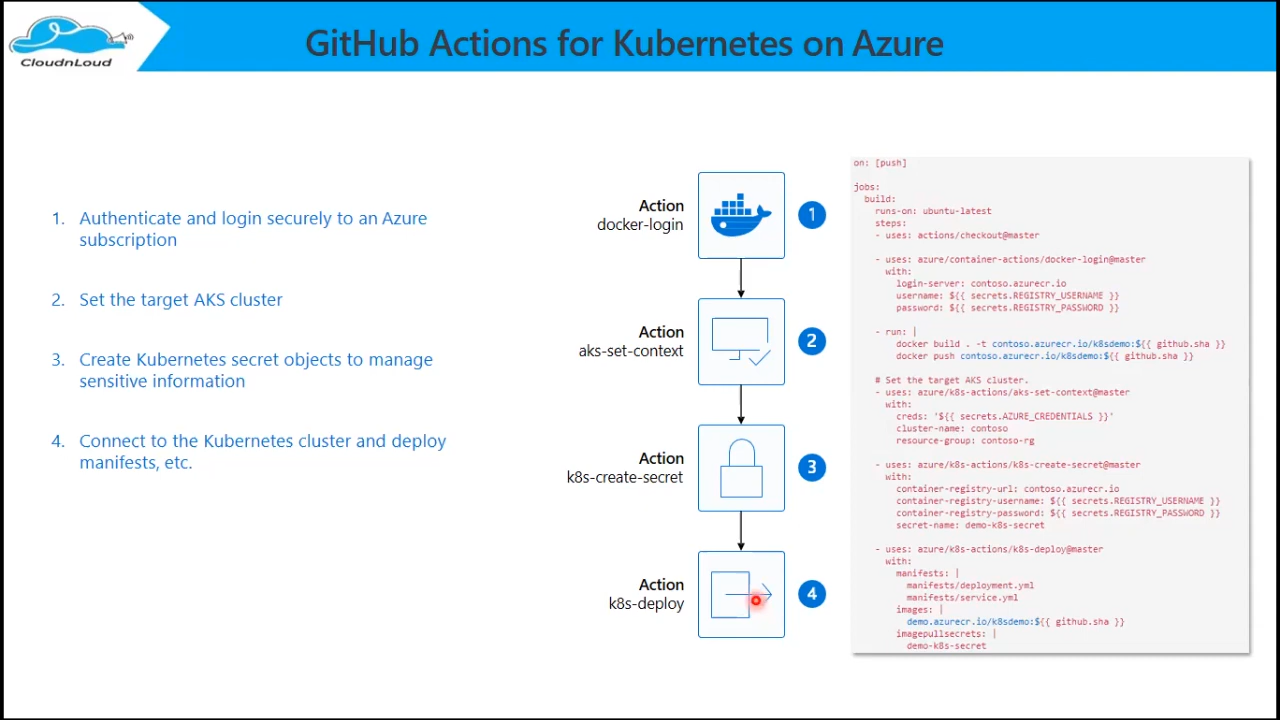 CloudnLoud
GitHub Actions for Kubernetes on Azure
1. Authenticate and login securely to an Azure
subscription
2. Set the target AKS cluster
3. Create Kubernetes secret objects to manage
sensitive information
4. Connect to the Kubernetes cluster and deploy
manifests, etc.
Action
docker-login
1
Action
aks-set-context
2
Action
k8s-create-secret
3
Action
k8s-deploy
4
on: [push]
jobs:
build:
runs-on: ubuntu-latest
steps:
- uses: actions/checkout@master
- uses: azure/container-actions/docker-login@master
with:
login-server: contoso.azurecr.io
username: ${{ secrets.REGISTRY_USERNAME }}
password: ${{ secrets.REGISTRY_PASSWORD }}
- run: |
docker build . -t contoso.azurecr.io/k8sdemo:${{ github.sha }}
docker push contoso.azurecr.io/k8sdemo:${{ github.sha }}
# Set the target AKS cluster.
- uses: azure/k8s-actions/aks-set-context@master
with:
creds: '${{ secrets.AZURE_CREDENTIALS }}'
cluster-name: contoso
resource-group: contoso-rg
- uses: azure/k8s-actions/k8s-create-secret@master
with:
container-registry-url: contoso.azurecr.io
container-registry-username: ${{ secrets.REGISTRY_USERNAME }}
container-registry-password: ${{ secrets.REGISTRY_PASSWORD }}
secret-name: demo-k8s-secret
- uses: azure/k8s-actions/k8s-deploy@master
with:
manifests: |
manifests/deployment.yml
manifests/service.yml
images: |
demo.azurecr.io/k8sdemo:${{ github.sha }}
imagepullsecrets: |
demo-k8s-secret